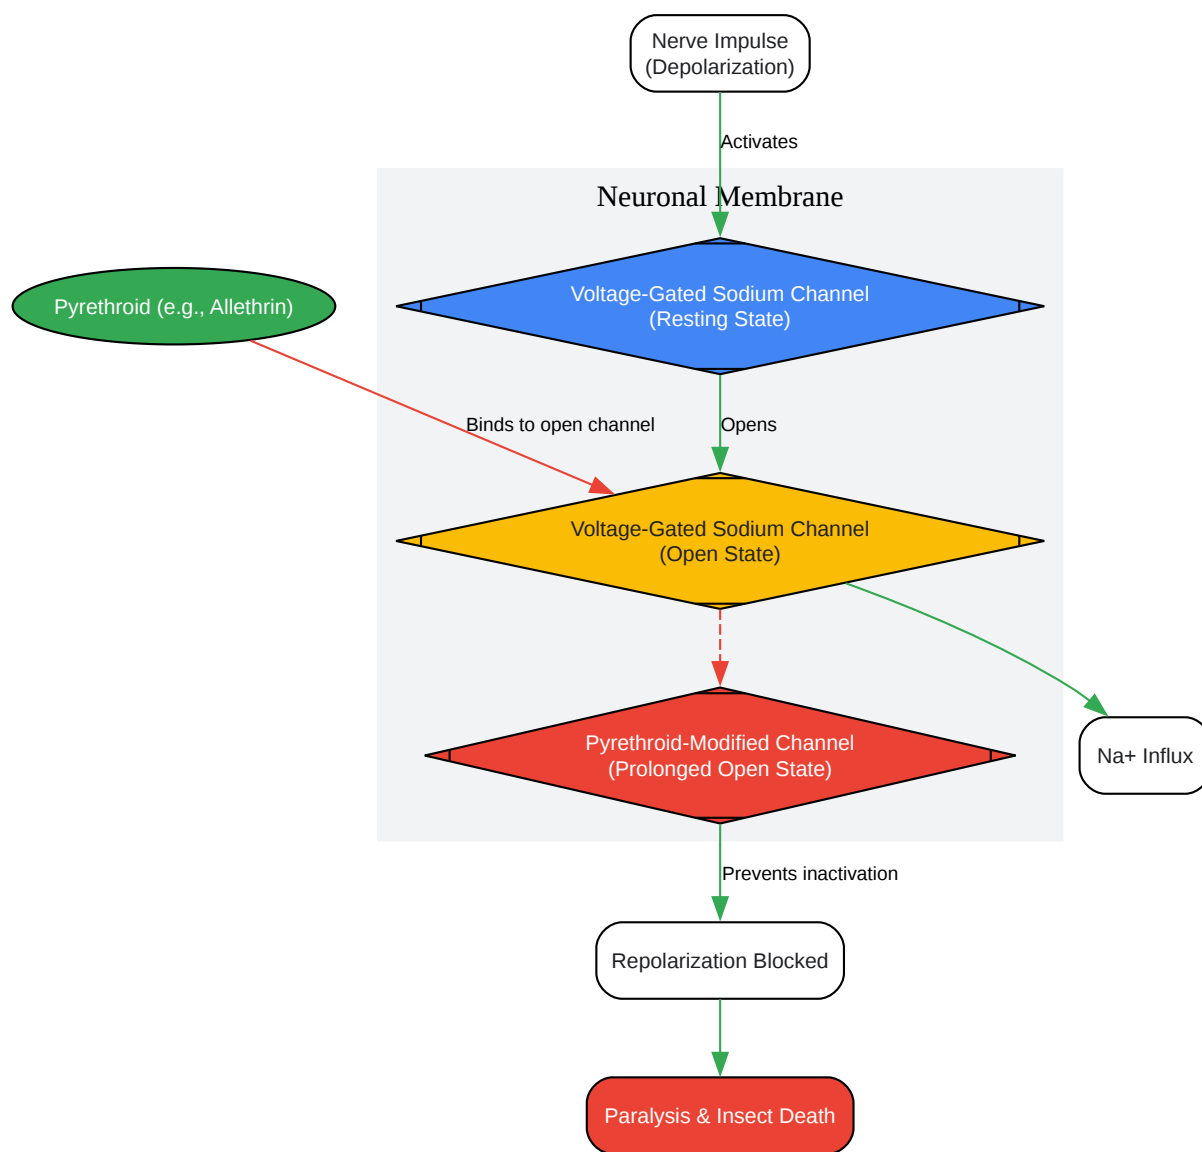 Nerve Impulse
(Depolarization)
Activates
Neuronal Membrane
Pyrethroid (e.g., Allethrin)
Voltage-Gated Sodium Channel
(Resting State)
Binds to open channel
Opens
Voltage-Gated Sodium Channel
(Open State)
Pyrethroid-Modified Channel
(Prolonged Open State)
Na+ Influx
Prevents inactivation
Repolarization Blocked
Paralysis & Insect Death